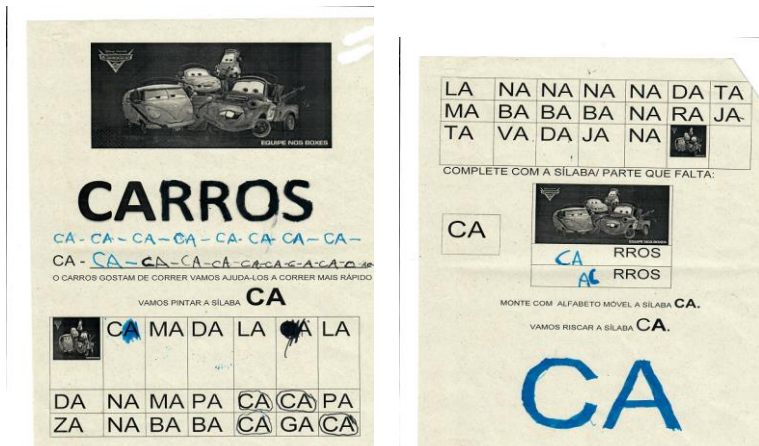 EQUIPE NOS BOXES
CARROS
CA - CA - CA - CA - CA - CA - CA - CA -
CA - CA - CA - CA - CA - CA - CA - CA - CA -
O CARROS GOSTAM DE CORRER VAMOS AJUDA-LOS A CORRER MAIS RÁPIDO
VAMOS PINTAR A SÍLABA CA
CA MA DA LA CA LA
DA NA MA PA CA CA PA
ZA NA BA BA CA GA CA
LA NA NA NA NA DA TA
MA BA BA BA NA RA JA
TA VA DA JA NA
COMPLETE COM A SÍLABA/ PARTE QUE FALTA:
EQUIPE NOS BOXES
CA
CA RROS
AC RROS
MONTE COM ALFABETO MÓVEL A SÍLABA CA.
VAMOS RISCAR A SÍLABA CA.
CA